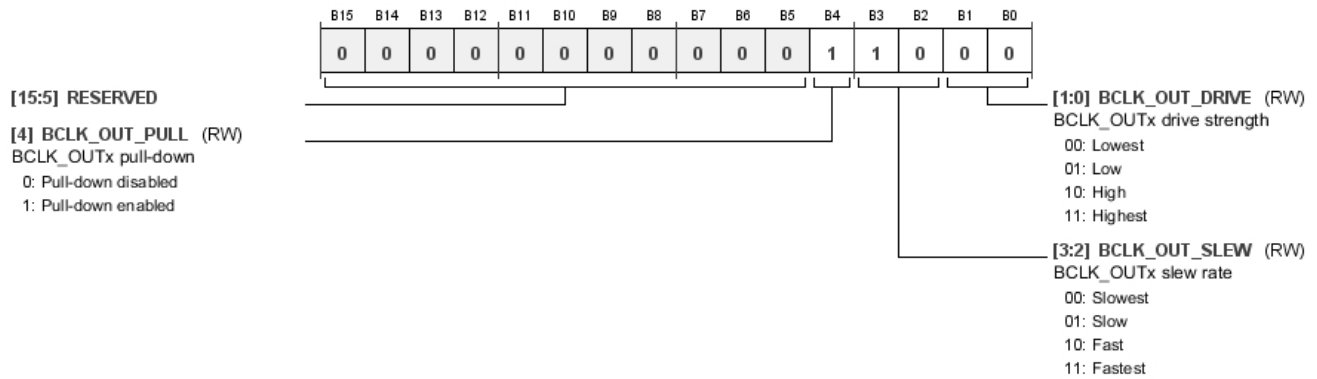 B15 B14 B13 B12 B11 B10 B9 B8 B7 B6 B5 B4 B3 B2 B1 B0
0 0 0 0 0 0 0 0 0 0 0 1 1 0 0 0
[15:5] RESERVED
[4] BCLK_OUT_PULL (RW)
BCLK_OUTx pull-down
0: Pull-down disabled
1: Pull-down enabled
[1:0] BCLK_OUT_DRIVE (RW)
BCLK_OUTx drive strength
00: Lowest
01: Low
10: High
11: Highest
[3:2] BCLK_OUT_SLEW (RW)
BCLK_OUTx slew rate
00: Slowest
01: Slow
10: Fast
11: Fastest